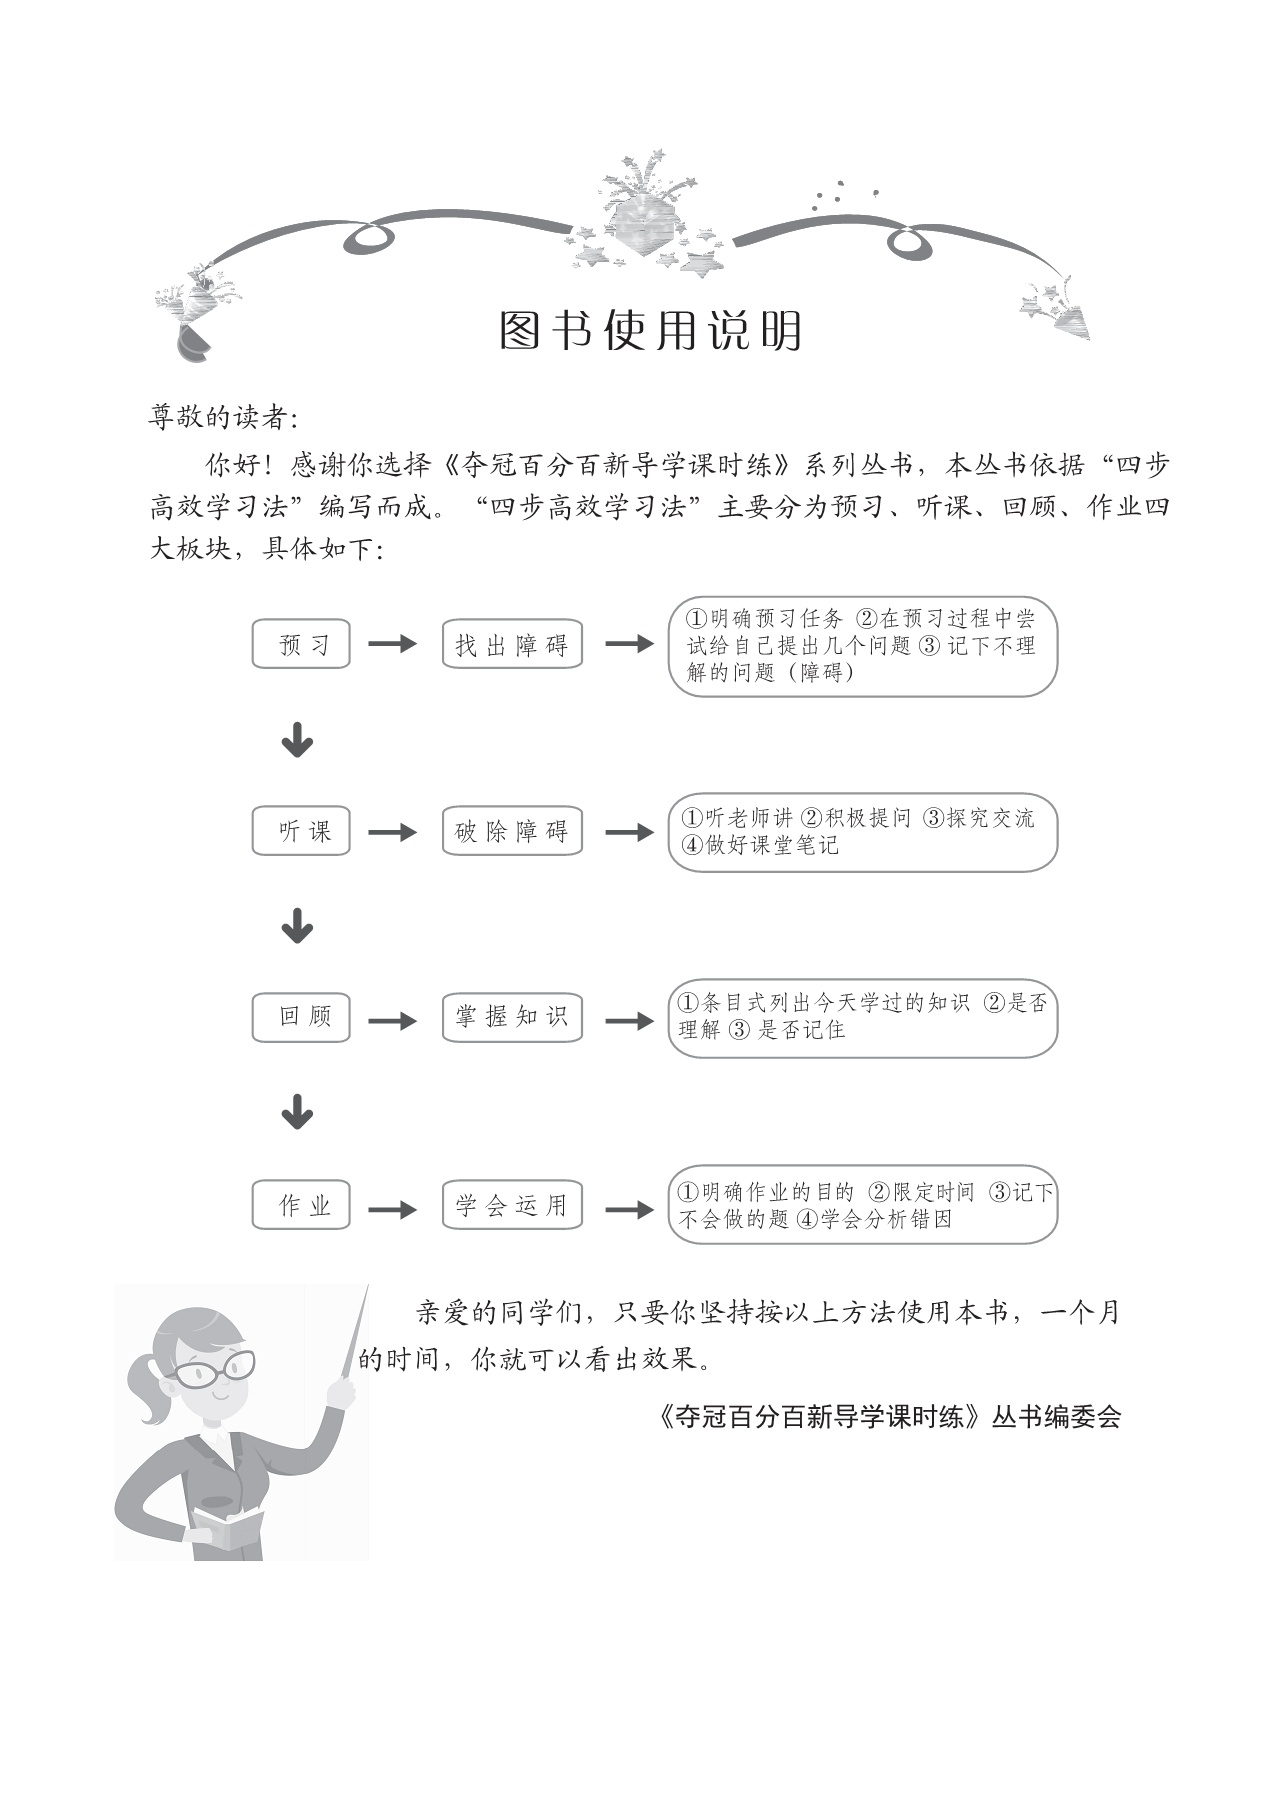 图书使用说明
尊敬的读者：
你好！感谢你选择《夺冠百分百新导学课时练》系列丛书，本丛书依据“四步
高效学习法”编写而成。“四步高效学习法”主要分为预习、听课、回顾、作业四
大板块，具体如下：
预习
找出障碍
①明确预习任务 ②在预习过程中尝
试给自己提出几个问题 ③ 记下不理
解的问题（障碍）
听课
破除障碍
①听老师讲 ②积极提问 ③探究交流
④做好课堂笔记
回顾
掌握知识
①条目式列出今天学过的知识 ②是否
理解 ③ 是否记住
作业
学会运用
①明确作业的目的 ②限定时间 ③记下
不会做的题 ④学会分析错因
亲爱的同学们，只要你坚持按以上方法使用本书，一个月
的时间，你就可以看出效果。
《夺冠百分百新导学课时练》丛书编委会